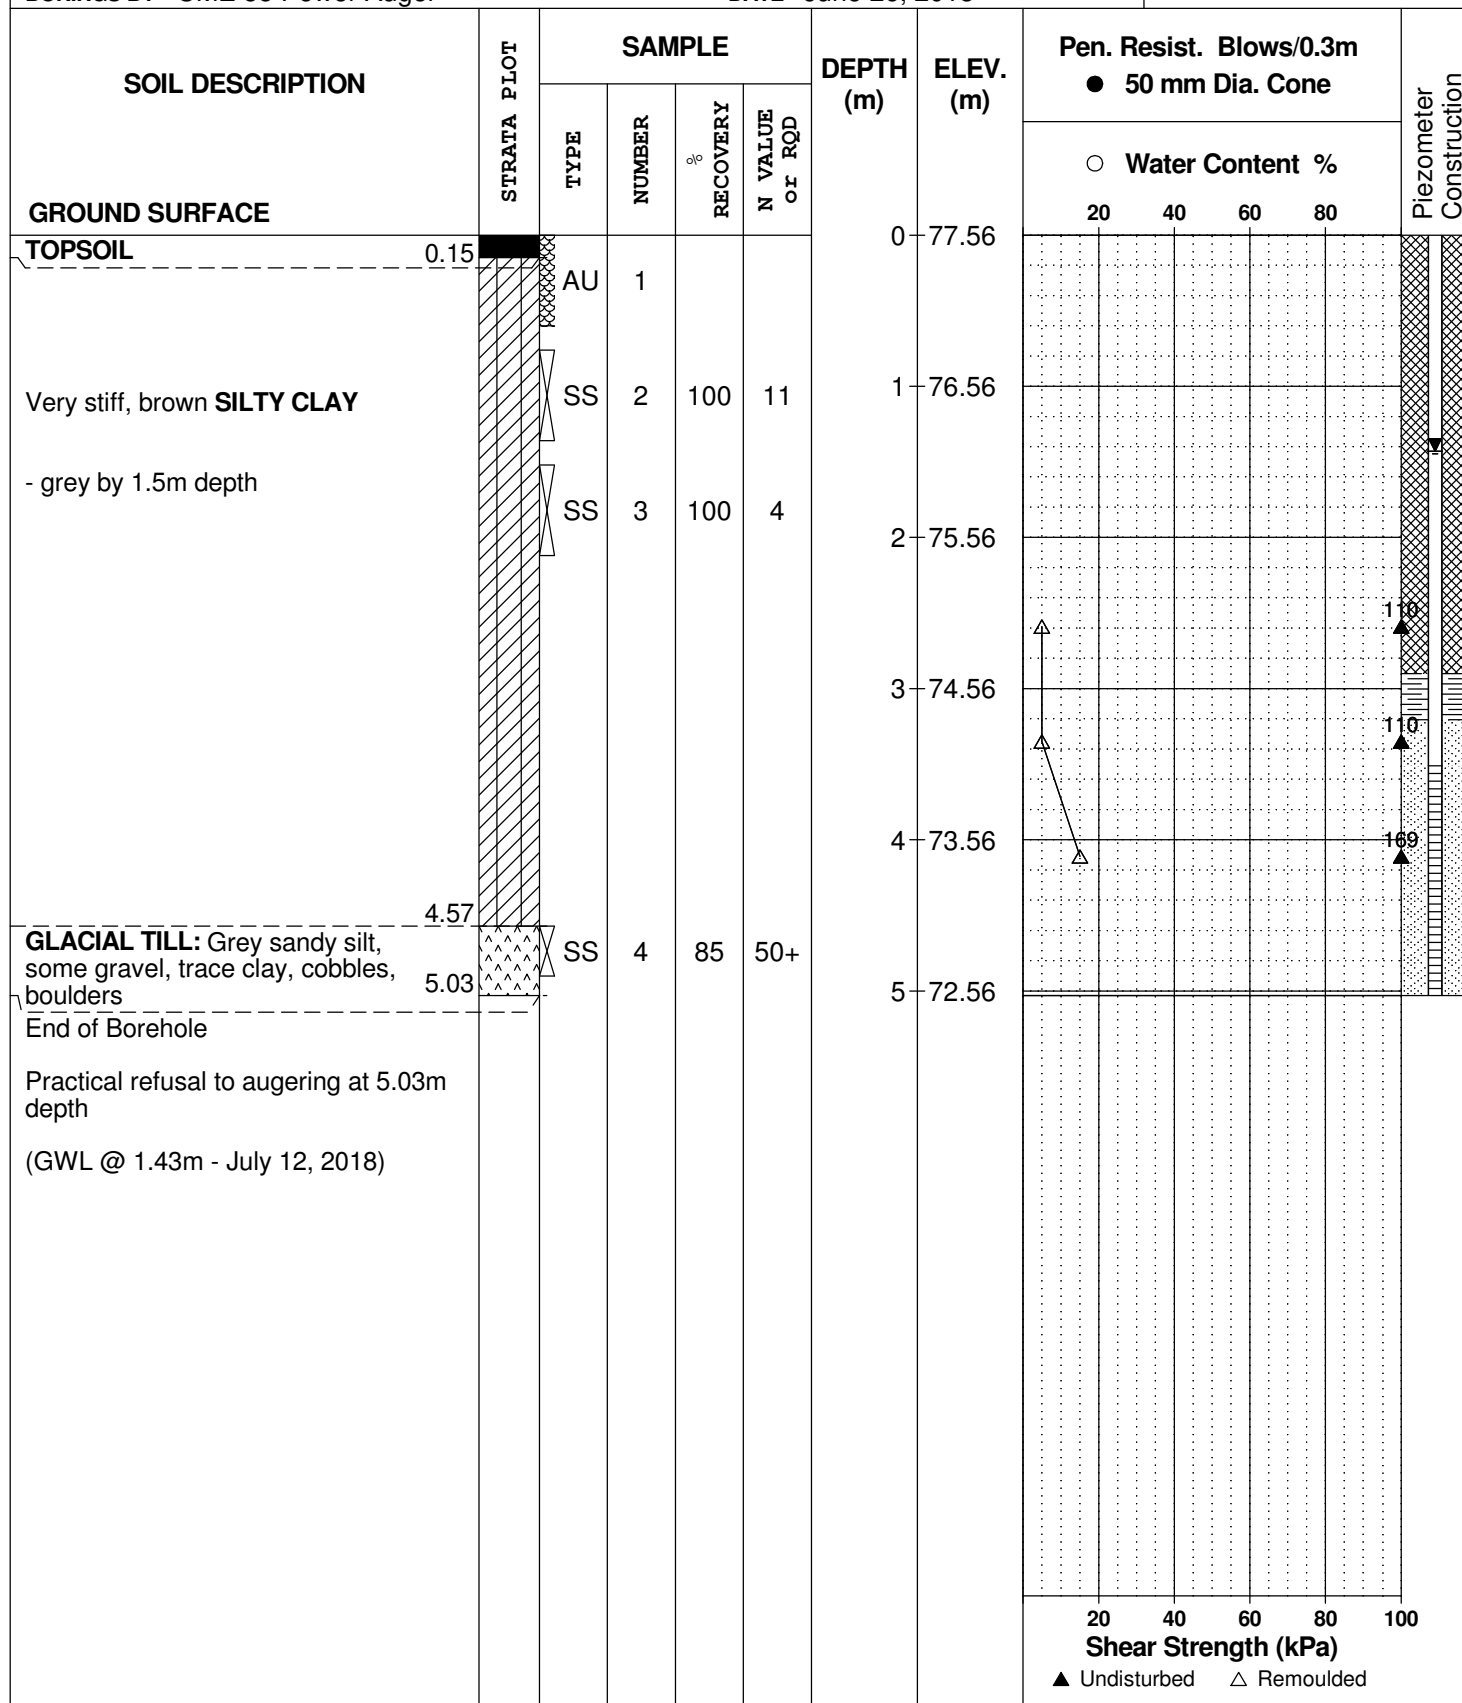 SOIL DESCRIPTION
GROUND SURFACE
STRATA PLOT
SAMPLE
TYPE
NUMBER
%
RECOVERY
N VALUE
or RQD
DEPTH
(m)
ELEV.
(m)
Pen. Resist. Blows/0.3m
● 50 mm Dia. Cone
○ Water Content %
20 40 60 80
Piezometer
Construction
TOPSOIL 0.15
0 77.56
AU 1
Very stiff, brown SILTY CLAY
SS 2 100 11
1 76.56
- grey by 1.5m depth
SS 3 100 4
2 75.56
110
3 74.56
110
4 73.56
169
4.57
GLACIAL TILL: Grey sandy silt,
some gravel, trace clay, cobbles,
boulders
5.03
SS 4 85 50+
5 72.56
End of Borehole
Practical refusal to augering at 5.03m
depth
(GWL @ 1.43m - July 12, 2018)
20 40 60 80 100
Shear Strength (kPa)
▲ Undisturbed △ Remoulded